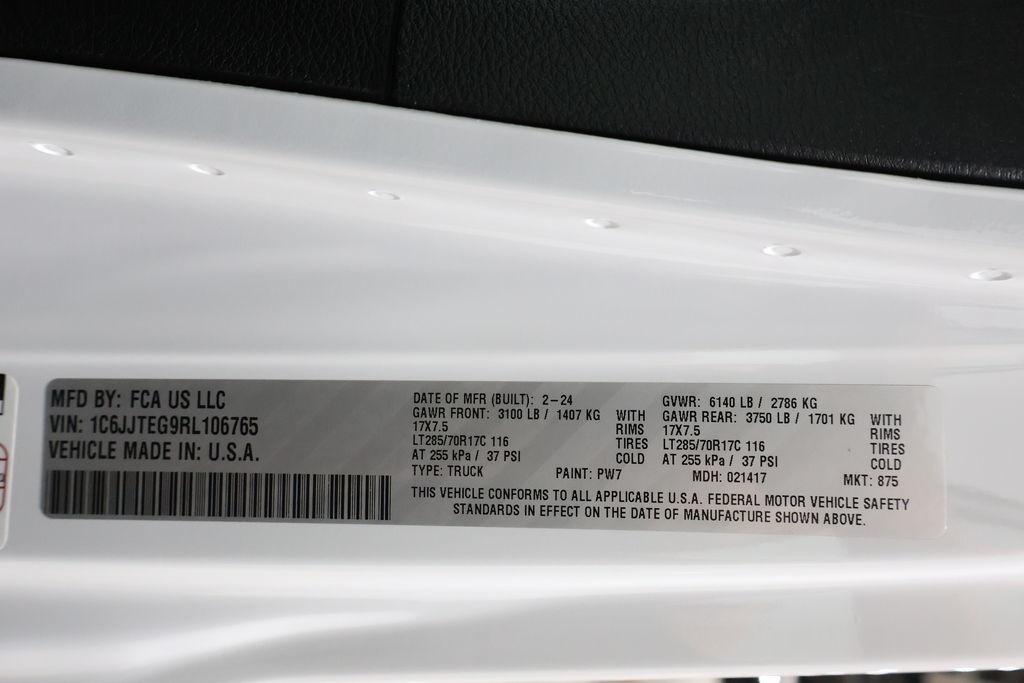 MFD BY: FCA US LLC
VIN: 1C6JJTEG9RL106765
VEHICLE MADE IN: U.S.A.
DATE OF MFR (BUILT): 2-24
GAWR FRONT: 3100 LB / 1407 KG WITH
17X7.5 RIMS
LT285/70R17C 116 TIRES
AT 255 kPa / 37 PSI COLD
TYPE: TRUCK PAINT: PW7
GVWR: 6140 LB / 2786 KG
GAWR REAR: 3750 LB / 1701 KG WITH
17X7.5 RIMS
LT285/70R17C 116 TIRES
AT 255 kPa / 37 PSI COLD
MDH: 021417 MKT: 875
THIS VEHICLE CONFORMS TO ALL APPLICABLE U.S.A. FEDERAL MOTOR VEHICLE SAFETY
STANDARDS IN EFFECT ON THE DATE OF MANUFACTURE SHOWN ABOVE.